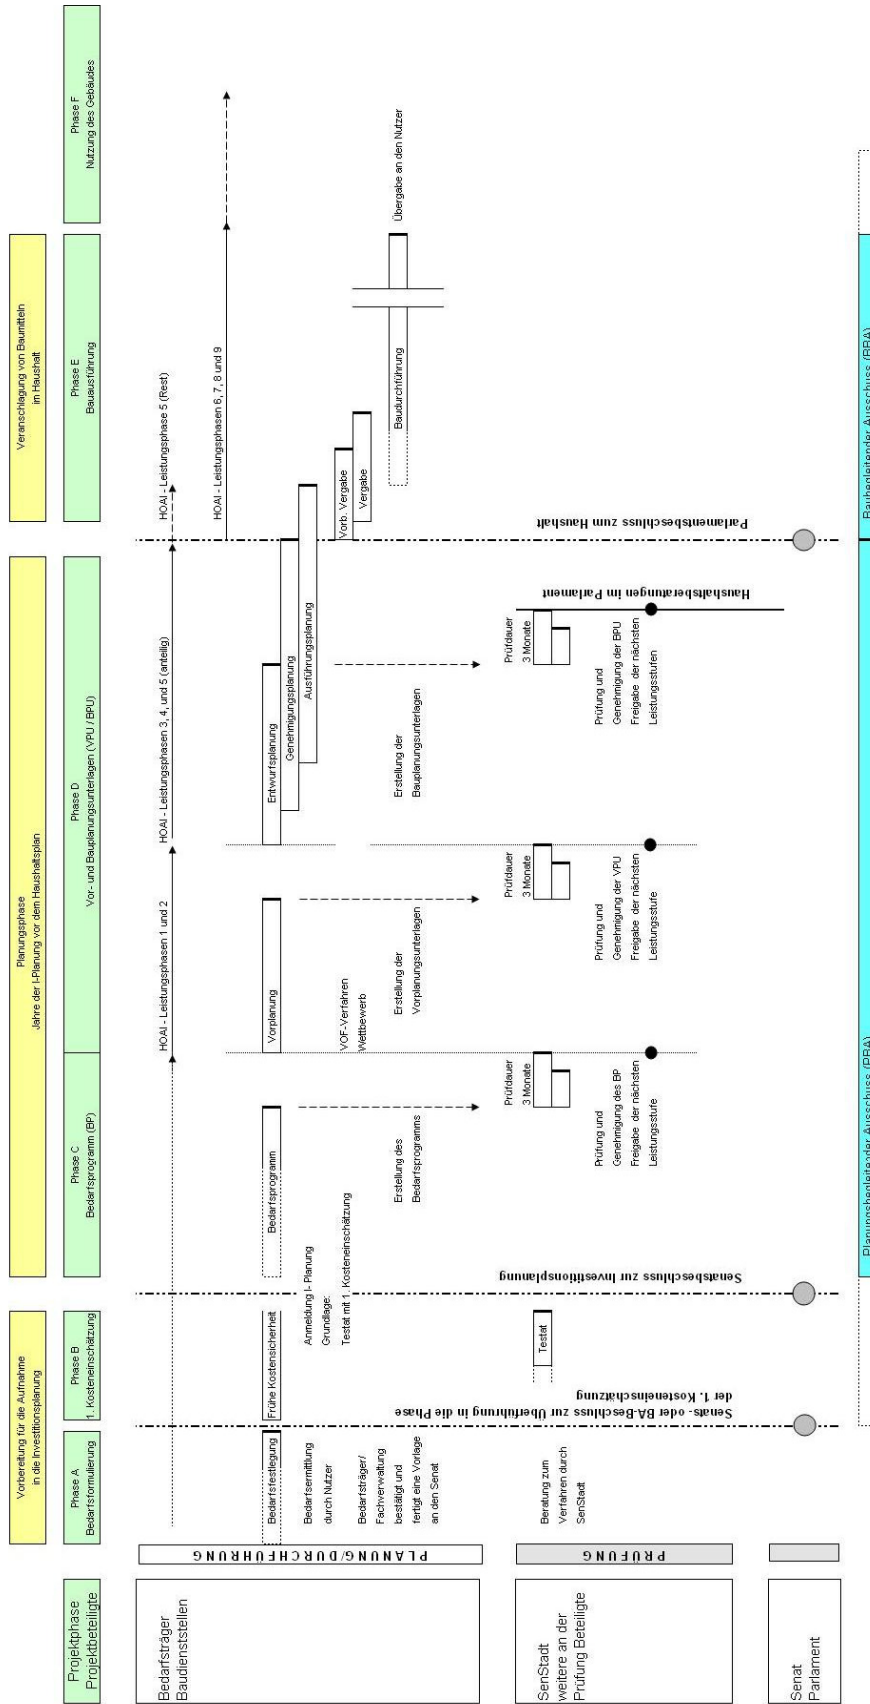 Vorbereitung für die Aufnahme
in die Investitionsplanung
Planungsphase
Jahre der I-Planung vor dem Haushaltsplan
Veranschlagung von Baumitteln
im Haushalt
Projektphase
Projektbeteiligte
Phase A
Bedarfsformulierung
Phase B
1. Kosteneinschätzung
Phase C
Bedarfsprogramm (BP)
Phase D
Vor- und Bauplanungsunterlagen (VPU / BPU)
Phase E
Bauausführung
Phase F
Nutzung des Gebäudes
Bedarfsträger
Baudienststellen
PLANUNG/DURCHFÜHRUNG
HOAI - Leistungsphasen 1 und 2
HOAI - Leistungsphasen 3, 4, und 5 (anteilig)
HOAI - Leistungsphase 5 (Rest)
HOAI - Leistungsphasen 6, 7, 8 und 9
Bedarfsfestlegung
Frühe Kostensicherheit
Bedarfsprogramm
Vorplanung
Entwurfsplanung
Genehmigungsplanung
Ausführungsplanung
Vorb. Vergabe
Vergabe
Baudurchführung
Übergabe an den Nutzer
Bedarfsermittlung
durch Nutzer
Bedarfsträger/
Fachverwaltung
bestätigt und
fertigt eine Vorlage
an den Senat
Anmeldung I- Planung
Grundlage:
Testat mit 1. Kosteneinschätzung
Erstellung des
Bedarfsprogramms
VOF-Verfahren
Wettbewerb
Erstellung der
Vorplanungsunterlagen
Erstellung der
Bauplanungsunterlagen
Senats- oder BA-Beschluss zur Überführung in die Phase
der 1. Kosteneinschätzung
Senatsbeschluss zur Investitionsplanung
Haushaltsberatungen im Parlament
Parlamentsbeschluss zum Haushalt
SenStadt
weitere an der
Prüfung Beteiligte
PRÜFUNG
Beratung zum
Verfahren durch
SenStadt
Testat
Prüfdauer
3 Monate
Prüfung und
Genehmigung des BP
Freigabe der nächsten
Leistungsstufe
Prüfdauer
3 Monate
Prüfung und
Genehmigung der VPU
Freigabe der nächsten
Leistungsstufe
Prüfdauer
3 Monate
Prüfung und
Genehmigung der BPU
Freigabe der nächsten
Leistungsstufen
Senat
Parlament
Planungsbegleitender Ausschuss (PBA)
Baubegleitender Ausschuss (BBA)